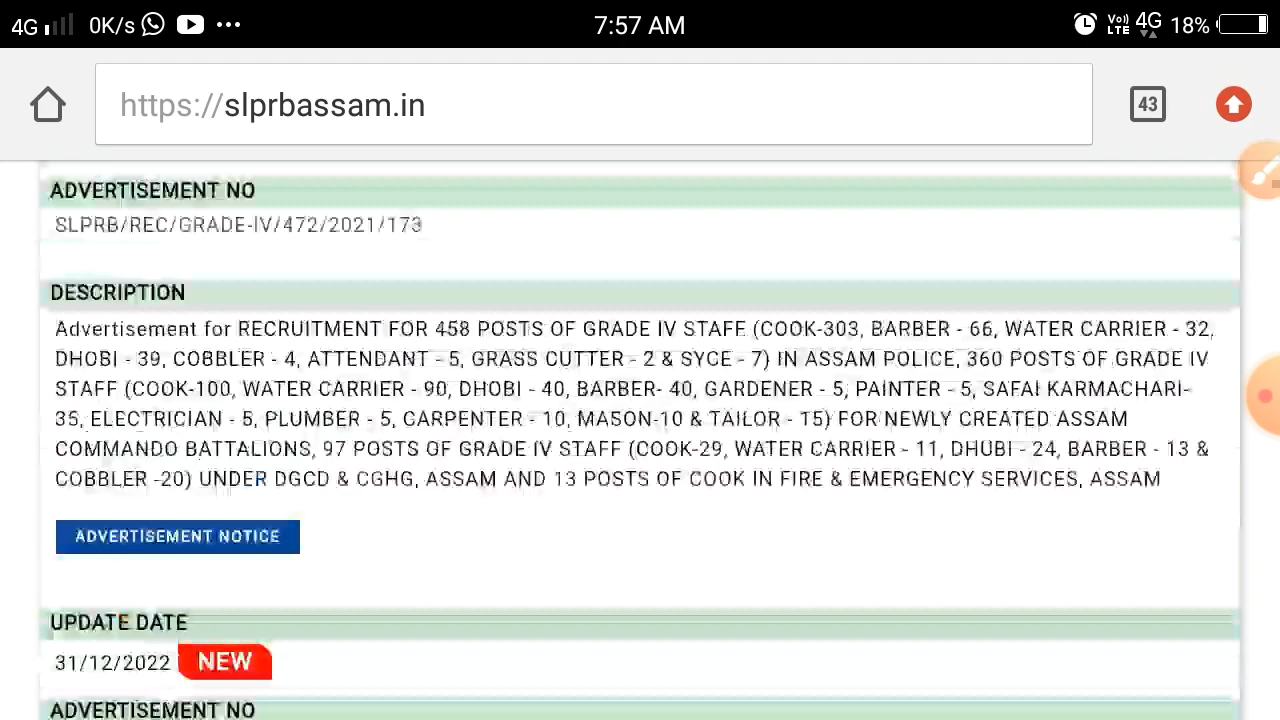 4G 0K/s ... 7:57 AM Vo) LTE 4G 18%
https://slprbassam.in 43
ADVERTISEMENT NO
SLPRB/REC/GRADE-IV/472/2021/173
DESCRIPTION
Advertisement for RECRUITMENT FOR 458 POSTS OF GRADE IV STAFF (COOK-303, BARBER - 66, WATER CARRIER - 32,
DHOBI - 39, COBBLER - 4, ATTENDANT - 5, GRASS CUTTER - 2 & SYCE - 7) IN ASSAM POLICE, 360 POSTS OF GRADE IV
STAFF (COOK-100, WATER CARRIER - 90, DHOBI - 40, BARBER- 40, GARDENER - 5, PAINTER - 5, SAFAI KARMACHARI-
35, ELECTRICIAN - 5, PLUMBER - 5, CARPENTER - 10, MASON-10 & TAILOR - 15) FOR NEWLY CREATED ASSAM
COMMANDO BATTALIONS, 97 POSTS OF GRADE IV STAFF (COOK-29, WATER CARRIER - 11, DHUBI - 24, BARBER - 13 &
COBBLER -20) UNDER DGCD & CGHG, ASSAM AND 13 POSTS OF COOK IN FIRE & EMERGENCY SERVICES, ASSAM
ADVERTISEMENT NOTICE
UPDATE DATE
31/12/2022 NEW
ADVERTISEMENT NO